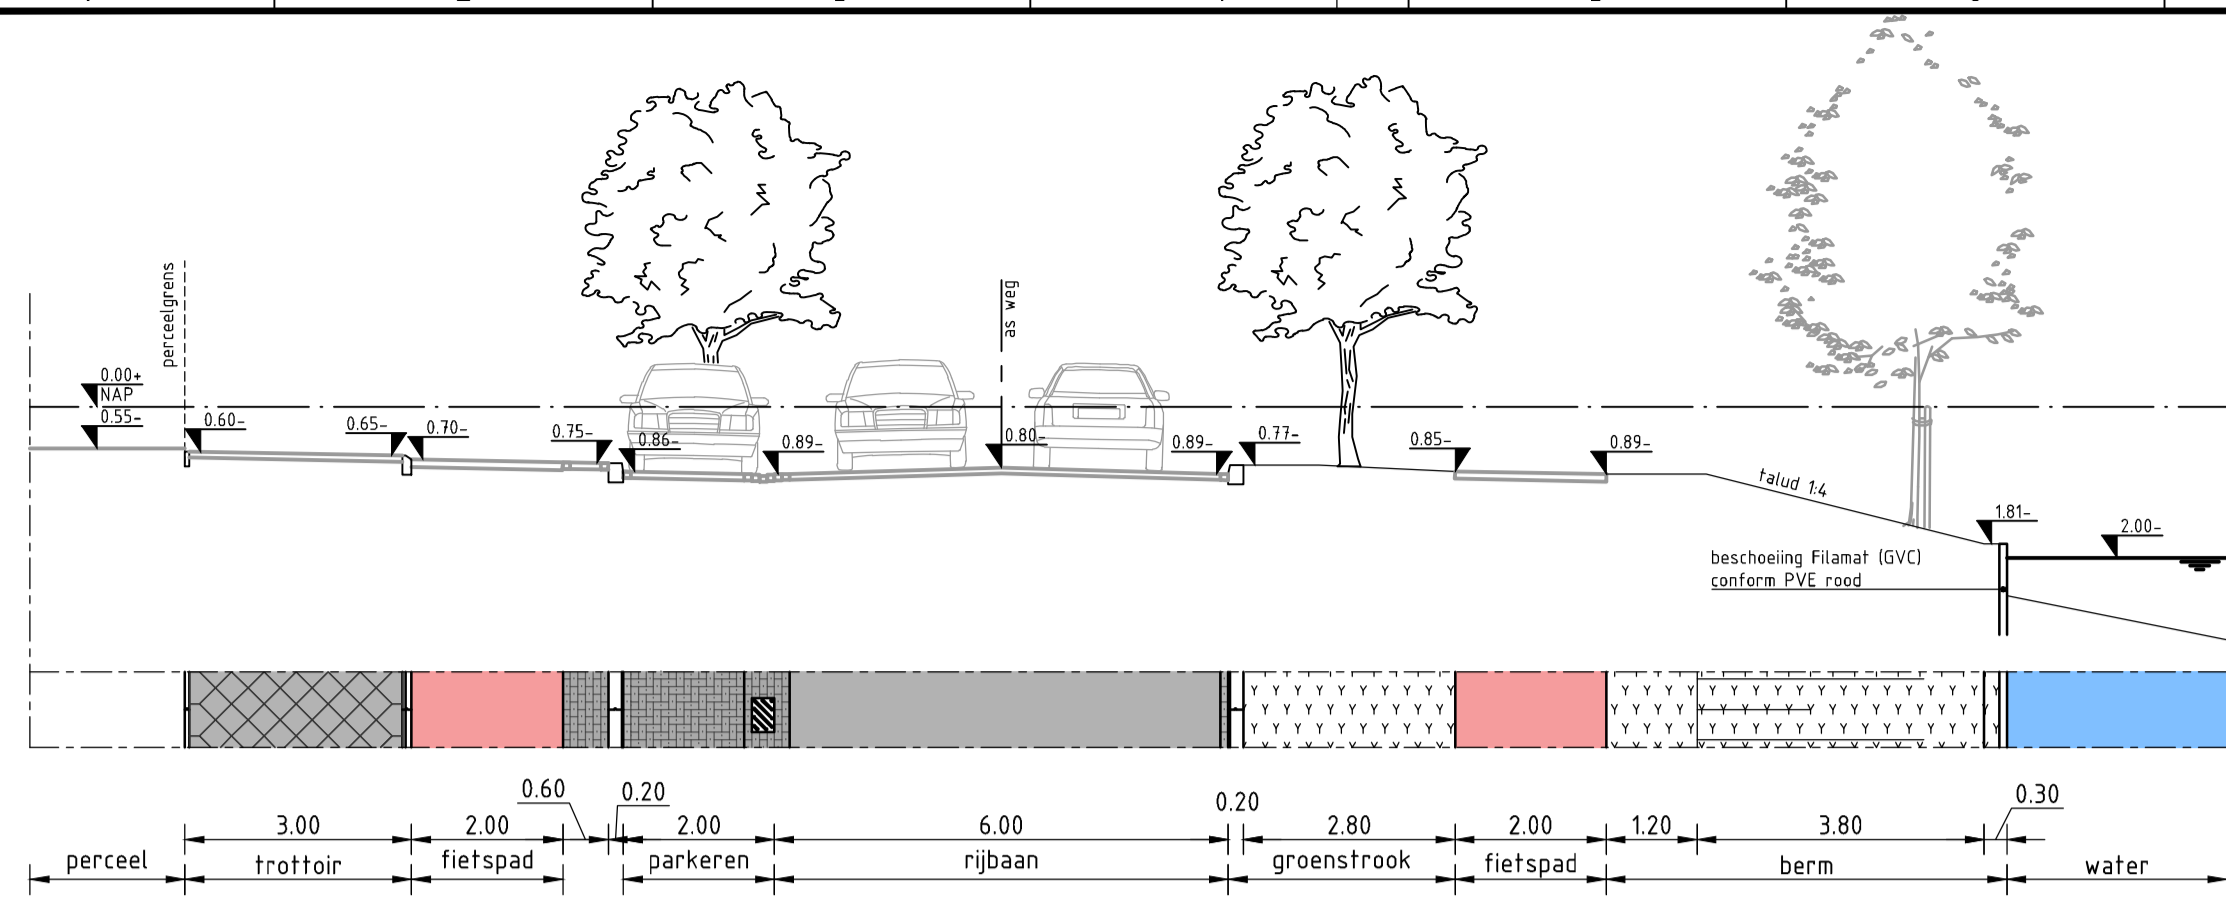 perceelgrens
as weg
0.00+
NAP
0.55-
0.60-
0.65-
0.70-
0.75-
0.86-
0.89-
0.80-
0.89-
0.77-
0.85-
0.89-
talud 1:4
1.81-
2.00-
beschoeiing Filamat (GVC)
conform PVE rood
0.60
0.20
0.20
0.30
3.00
2.00
2.00
6.00
2.80
2.00
1.20
3.80
perceel
trottoir
fietspad
parkeren
rijbaan
groenstrook
fietspad
berm
water